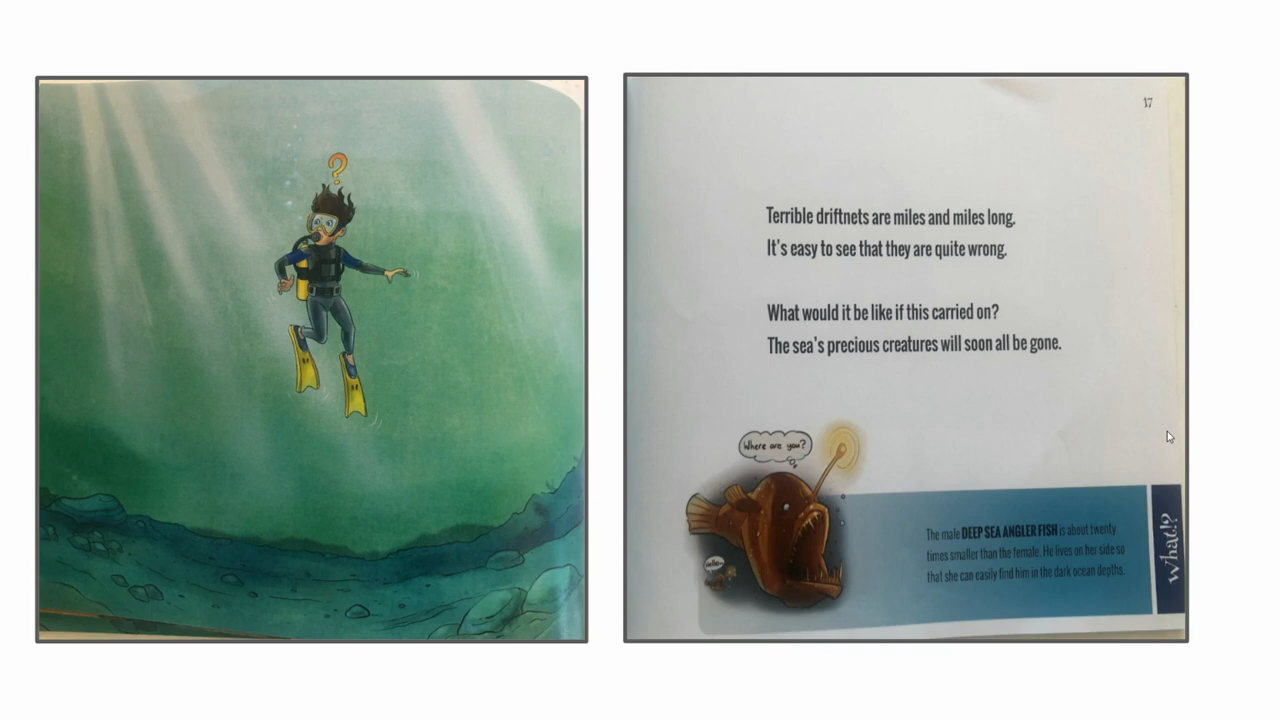 ?
17
Terrible driftnets are miles and miles long.
It's easy to see that they are quite wrong.
What would it be like if this carried on?
The sea's precious creatures will soon all be gone.
Where are you?
The male DEEP SEA ANGLER FISH is about twenty
times smaller than the female. He lives on her side so
that she can easily find him in the dark ocean depths.
what!?